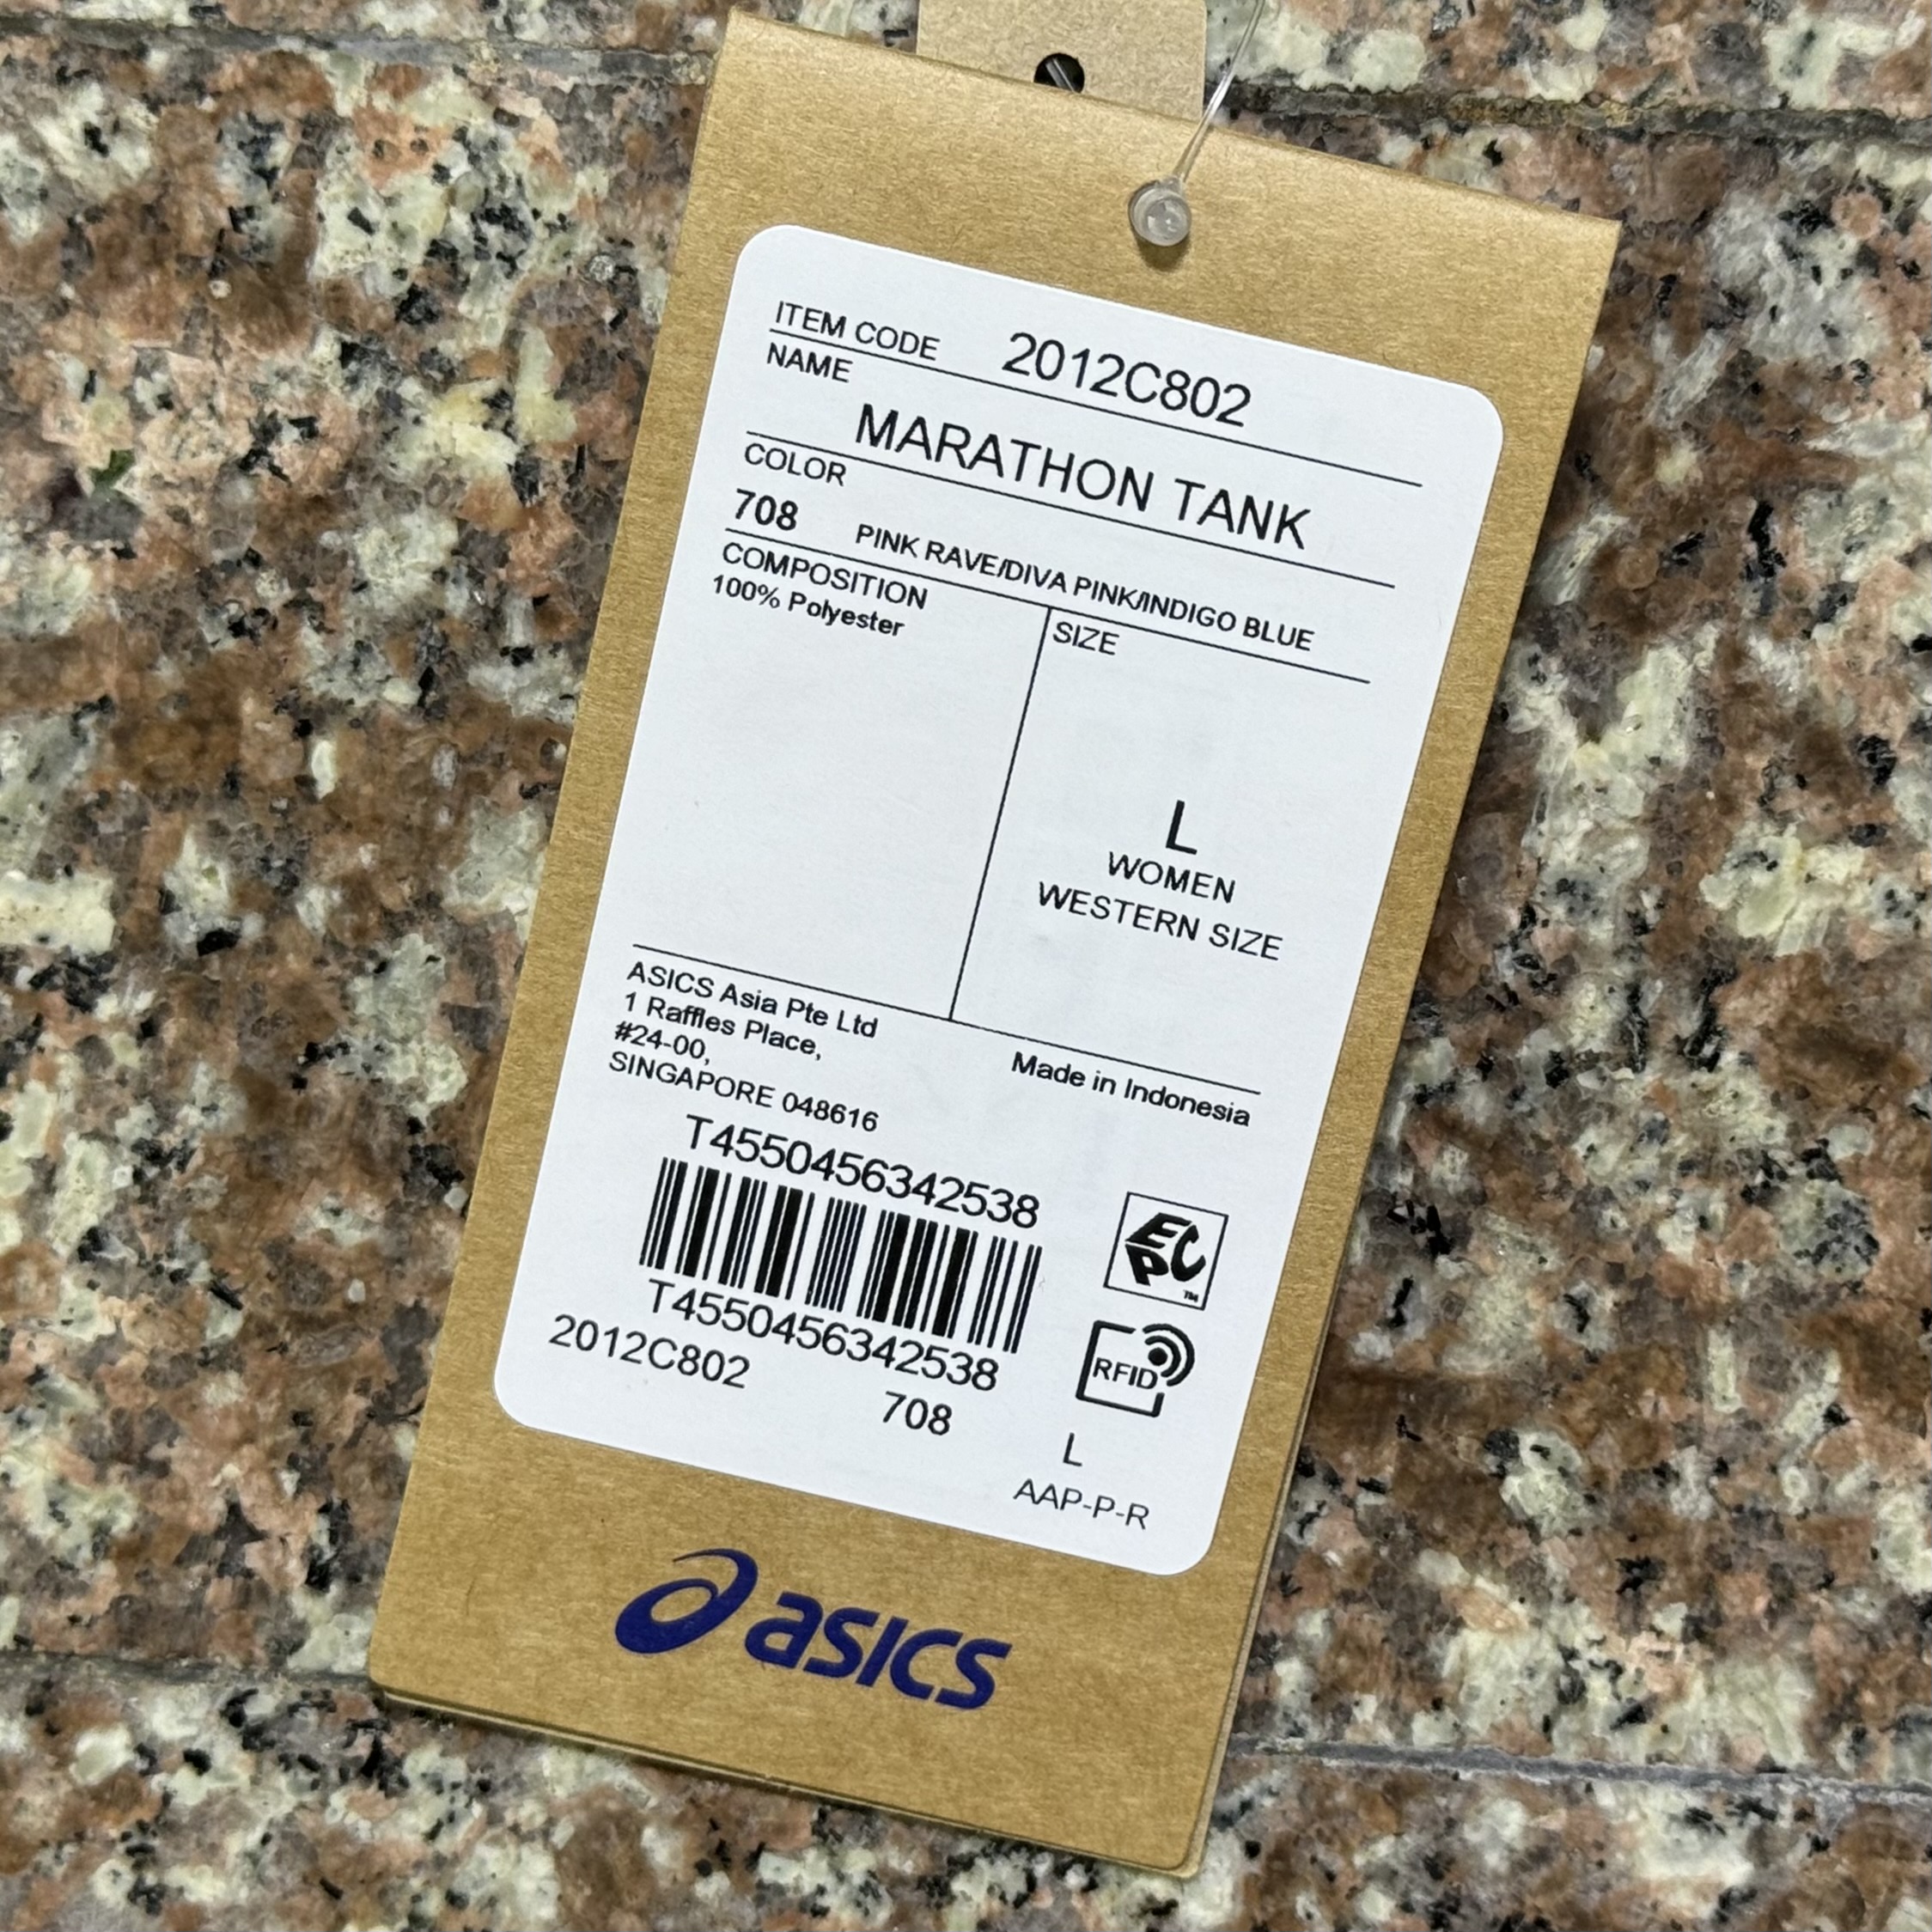 ITEM CODE 2012C802
NAME
MARATHON TANK
COLOR
708 PINK RAVE/DIVA PINK/INDIGO BLUE
COMPOSITION
100% Polyester
SIZE
L
WOMEN
WESTERN SIZE
ASICS Asia Pte Ltd
1 Raffles Place,
#24-00,
SINGAPORE 048616
Made in Indonesia
T4550456342538
T4550456342538
2012C802 708 L
AAP-P-R
EPC™
RFID
asics